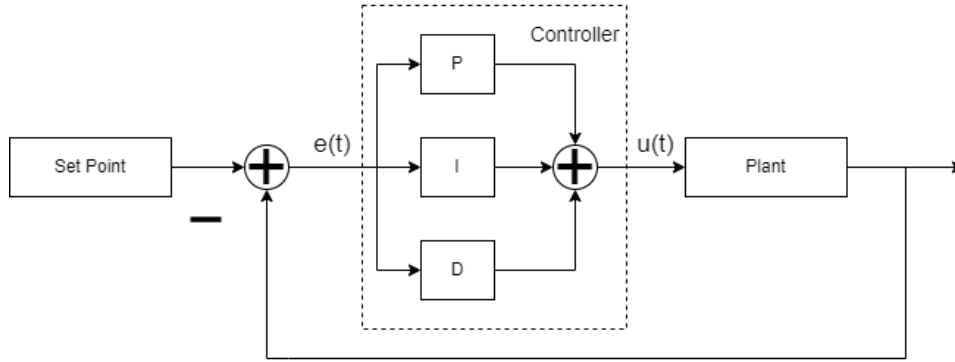 Controller
P
Set Point
e(t)
I
u(t)
Plant
D